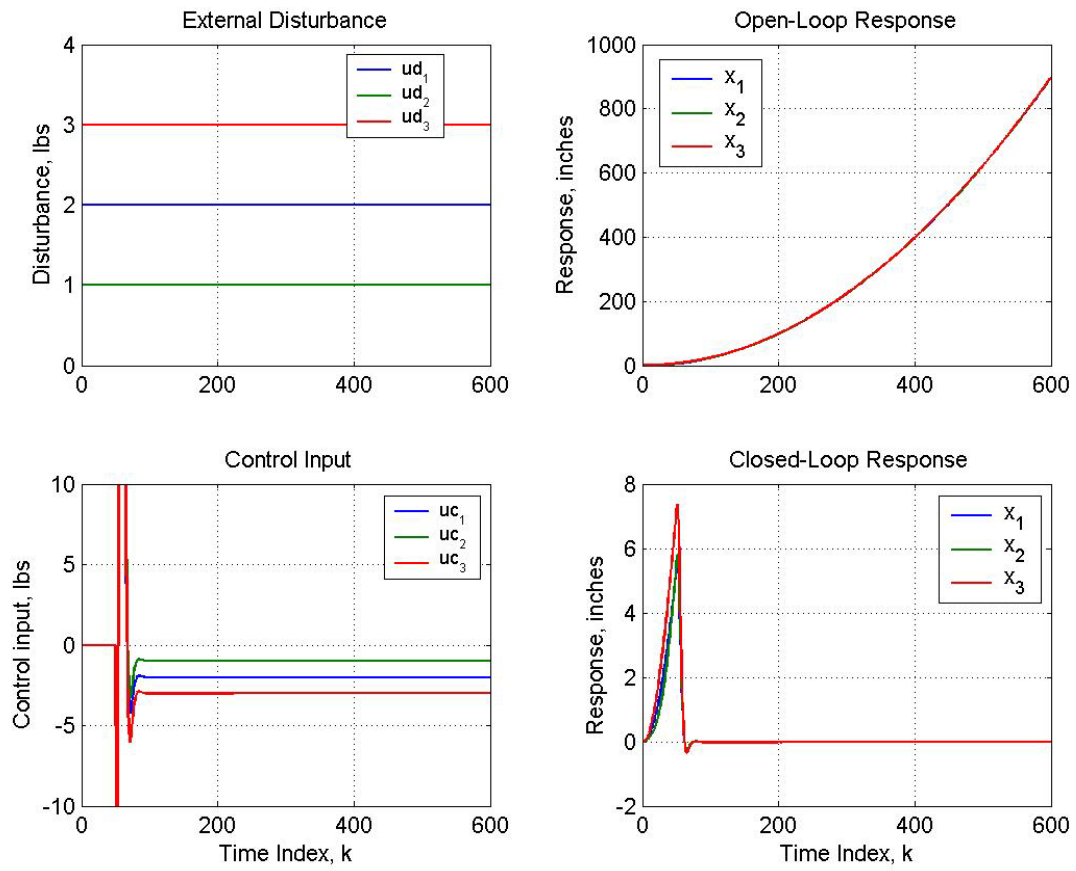 External Disturbance
4
3
2
1
0
0 200 400 600
Disturbance, lbs
ud1
ud2
ud3
Open-Loop Response
1000
800
600
400
200
0
0 200 400 600
Response, inches
x1
x2
x3
Control Input
10
5
0
-5
-10
0 200 400 600
Control input, lbs
Time Index, k
uc1
uc2
uc3
Closed-Loop Response
8
6
4
2
0
-2
0 200 400 600
Response, inches
Time Index, k
x1
x2
x3